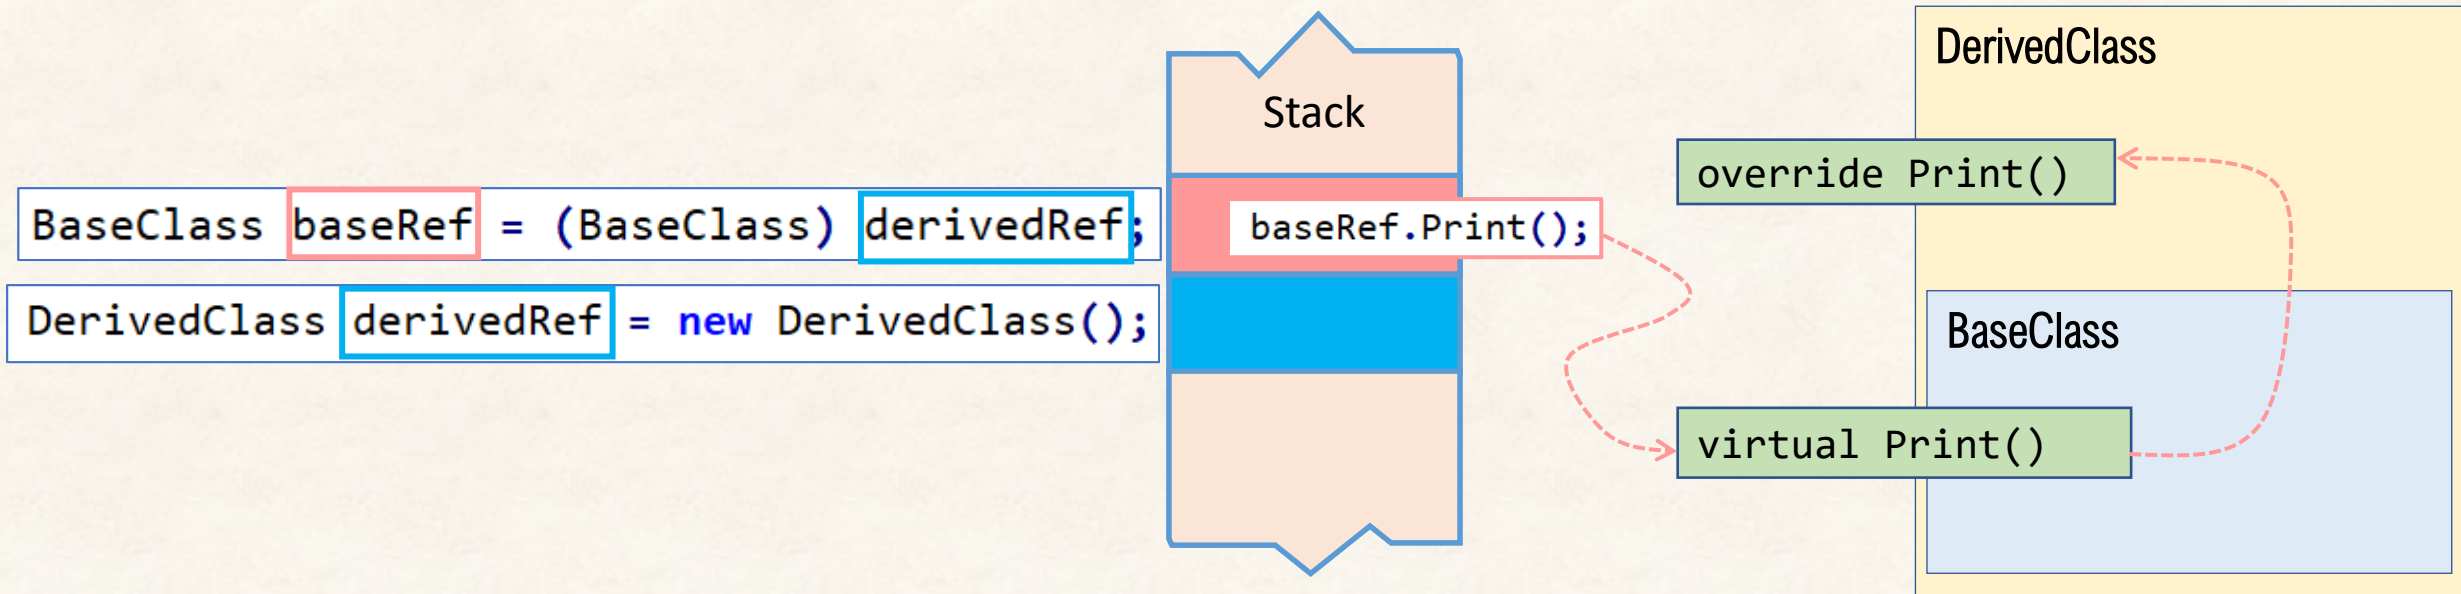 Stack
BaseClass baseRef = (BaseClass) derivedRef;
DerivedClass derivedRef = new DerivedClass();
baseRef.Print();
DerivedClass
override Print()
BaseClass
virtual Print()